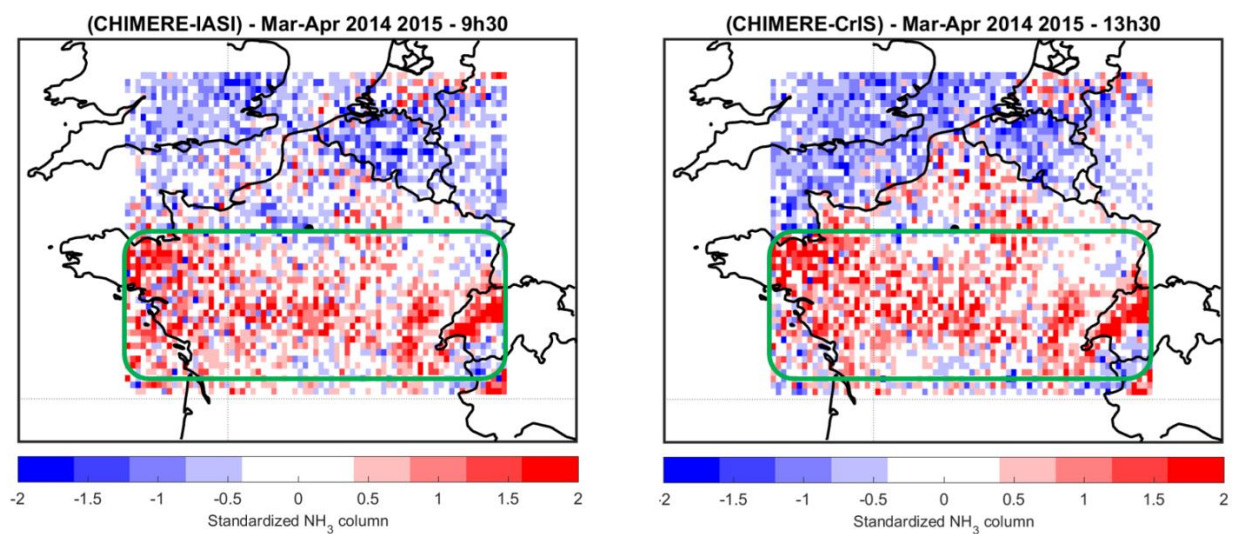 (CHIMERE-IASI) - Mar-Apr 2014 2015 - 9h30
-2 -1.5 -1 -0.5 0 0.5 1 1.5 2
Standardized NH3 column
(CHIMERE-CrIS) - Mar-Apr 2014 2015 - 13h30
-2 -1.5 -1 -0.5 0 0.5 1 1.5 2
Standardized NH3 column